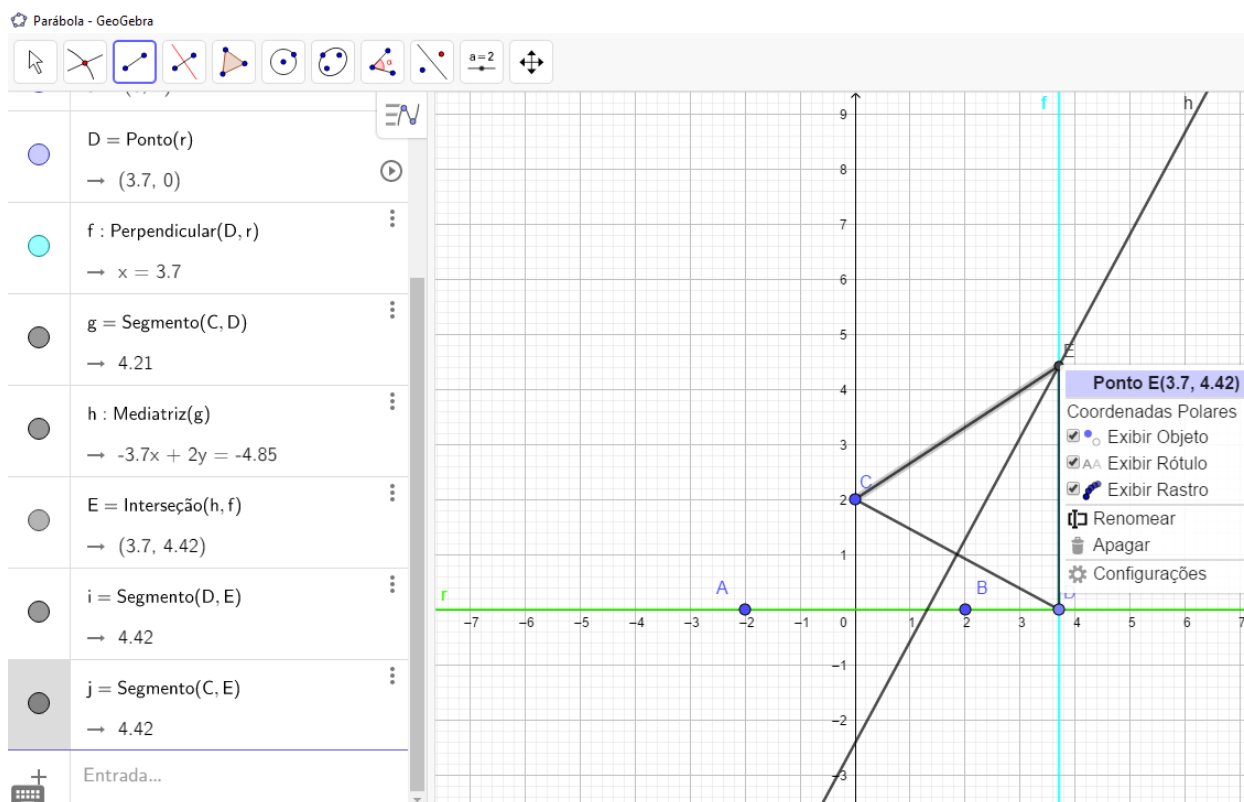 Parábola - GeoGebra
a=2
D = Ponto(r)
→ (3.7, 0)
f : Perpendicular(D, r)
→ x = 3.7
g = Segmento(C, D)
→ 4.21
h : Mediatriz(g)
→ -3.7x + 2y = -4.85
E = Interseção(h, f)
→ (3.7, 4.42)
i = Segmento(D, E)
→ 4.42
j = Segmento(C, E)
→ 4.42
Entrada...
f
h
9
8
7
6
5
4
3
2
1
−1
−2
−3
E
C
A
B
D
r
−7 −6 −5 −4 −3 −2 −1 0 1 2 3 4 5 6 7
Ponto E(3.7, 4.42)
Coordenadas Polares
Exibir Objeto
AA Exibir Rótulo
Exibir Rastro
Renomear
Apagar
Configurações